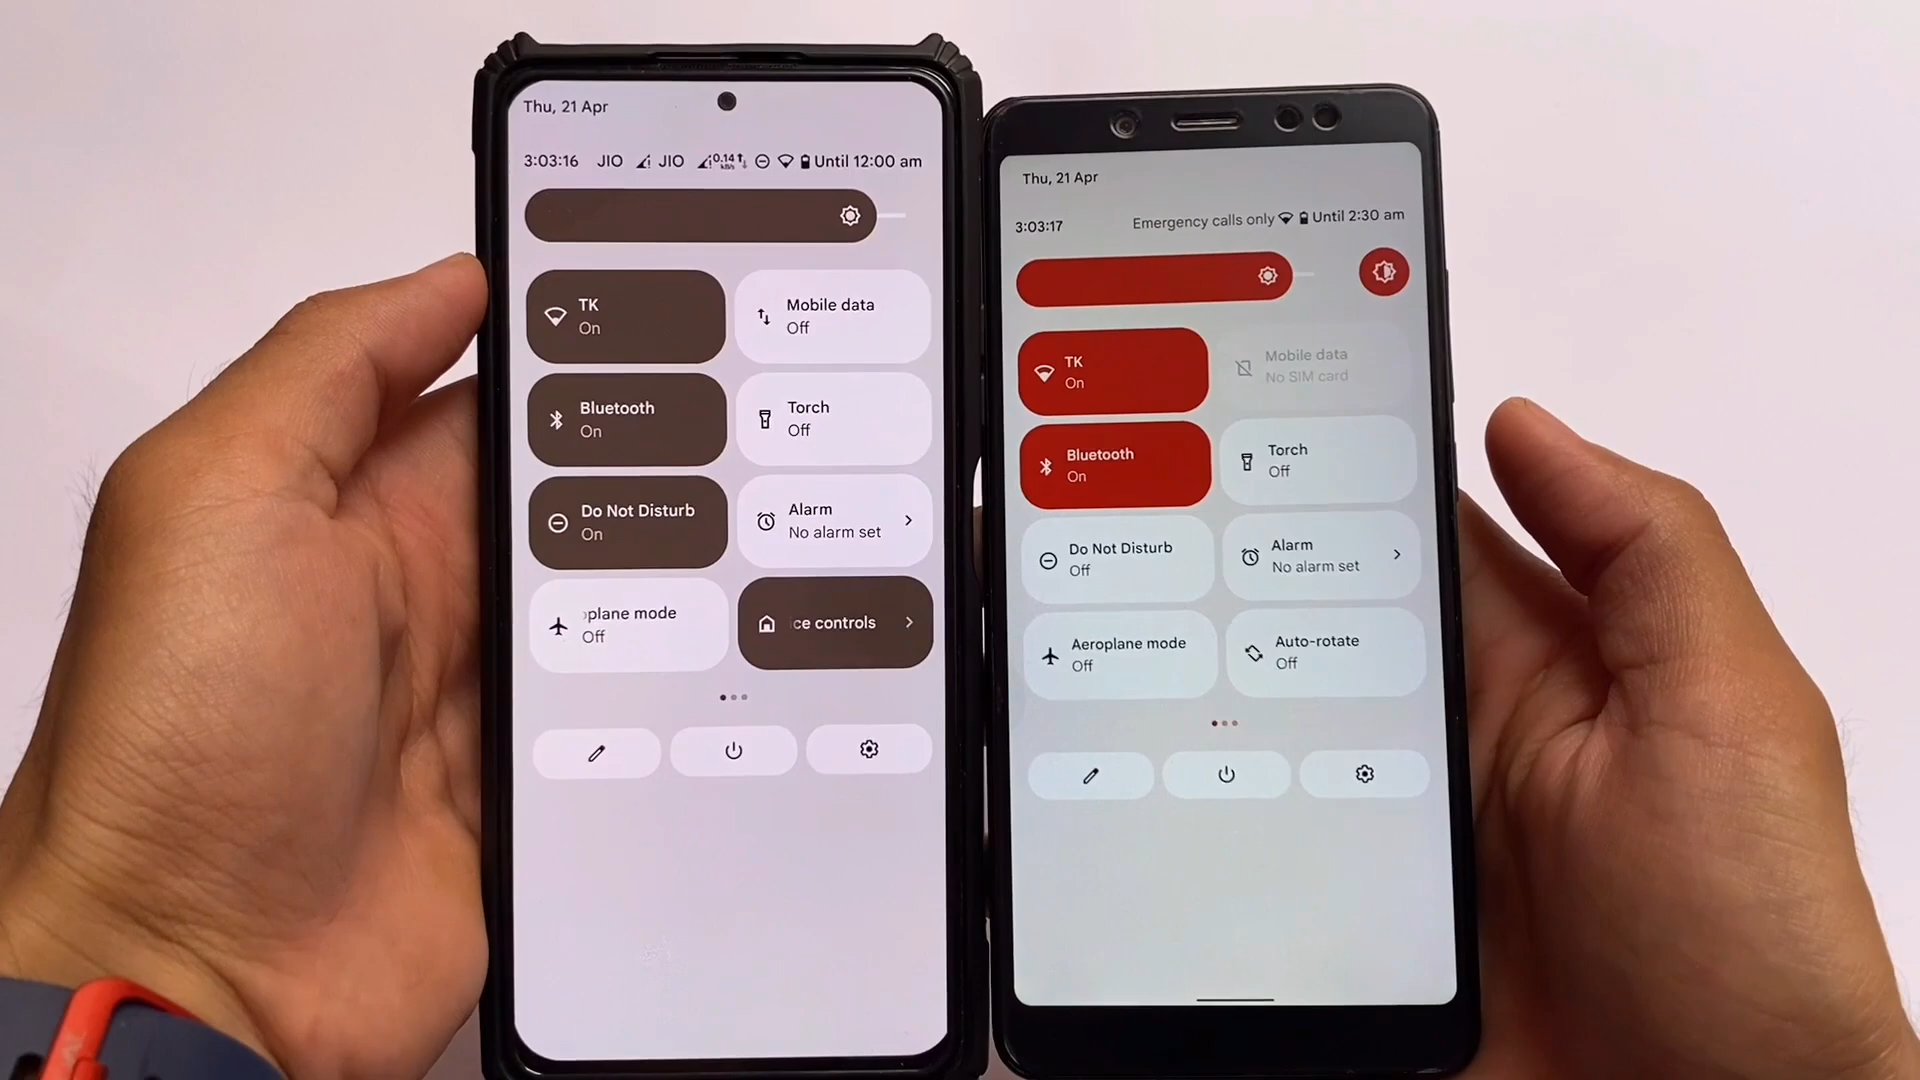 Thu, 21 Apr
3:03:16 JIO JIO 0.14 kB/s Until 12:00 am
TK
On
Mobile data
Off
Bluetooth
On
Torch
Off
Do Not Disturb
On
Alarm
No alarm set
plane mode
Off
ce controls
Thu, 21 Apr
3:03:17 Emergency calls only Until 2:30 am
TK
On
Mobile data
No SIM card
Bluetooth
On
Torch
Off
Do Not Disturb
Off
Alarm
No alarm set
Aeroplane mode
Off
Auto-rotate
Off